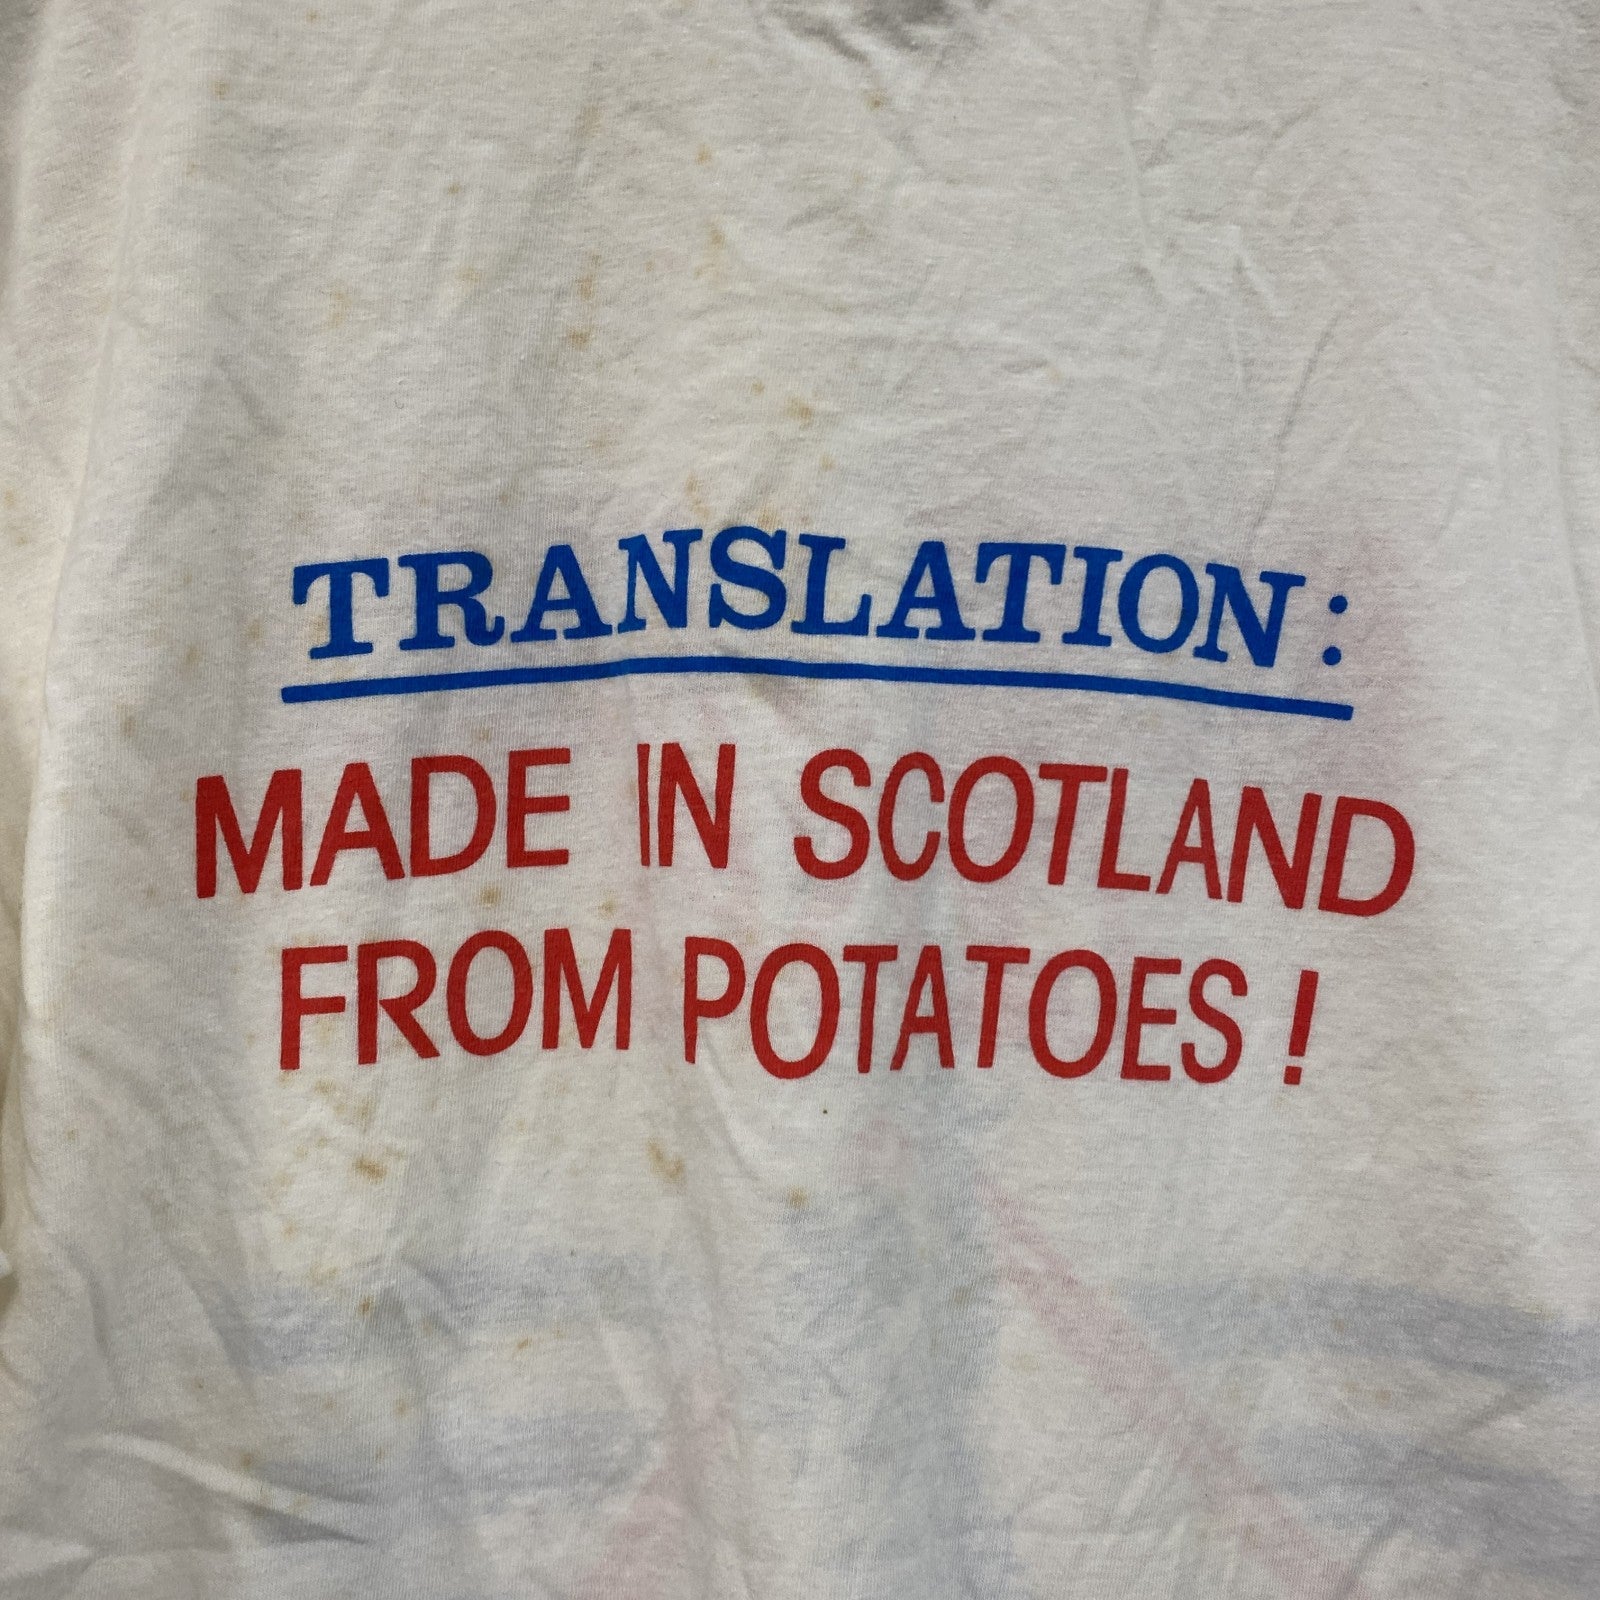 TRANSLATION:
MADE IN SCOTLAND
FROM POTATOES!